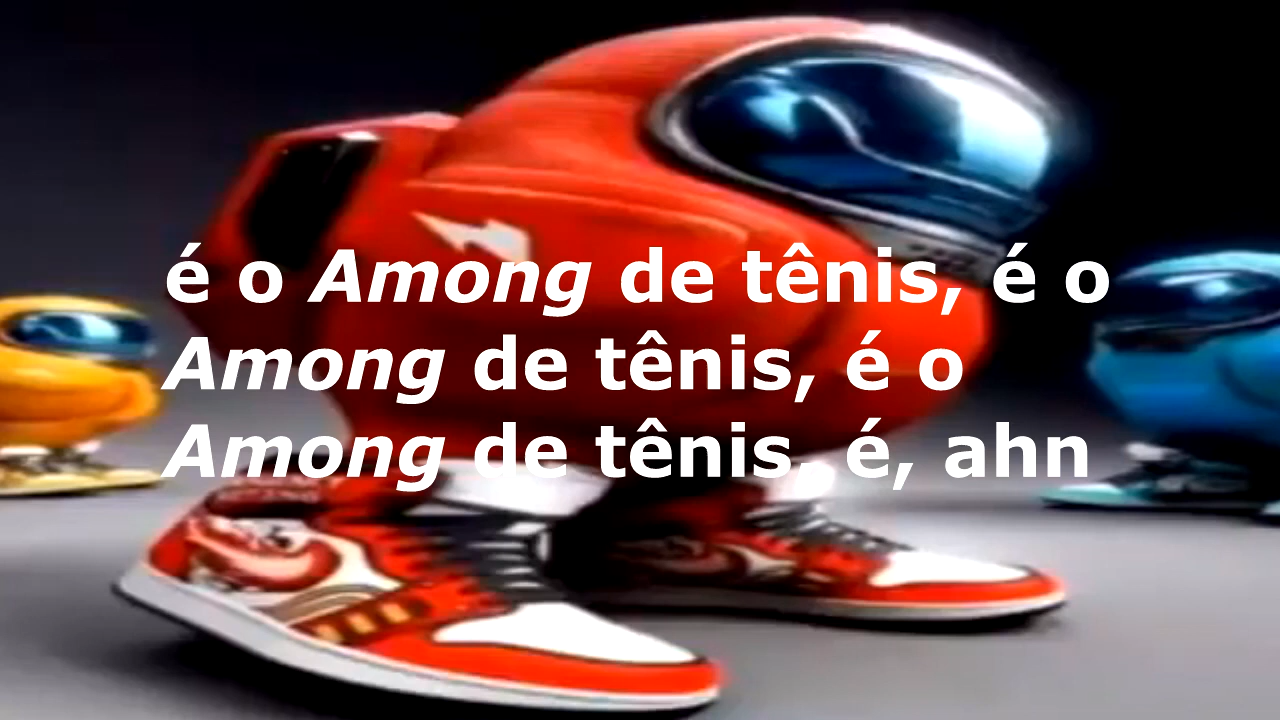 é o Among de tênis, é o
Among de tênis, é o
Among de tênis, é, ahn